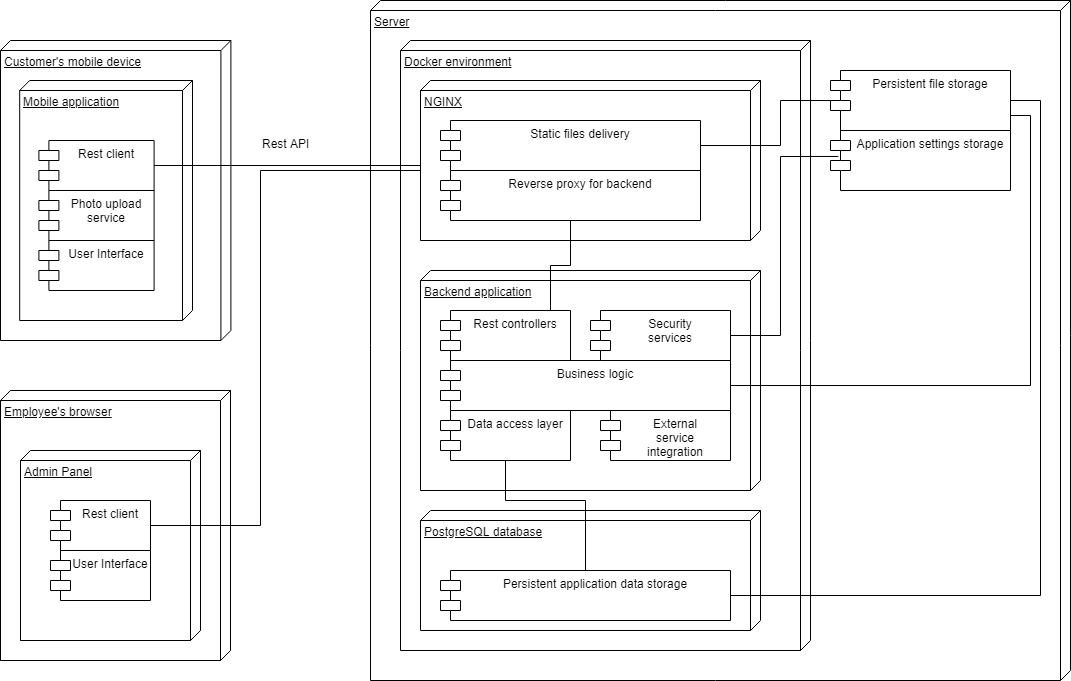 Server
Customer's mobile device
Docker environment
Mobile application
NGINX
Persistent file storage
Static files delivery
Rest API
Rest client
Application settings storage
Reverse proxy for backend
Photo upload
service
User Interface
Backend application
Rest controllers
Security
services
Business logic
Employee's browser
Data access layer
External
service
integration
Admin Panel
Rest client
PostgreSQL database
User Interface
Persistent application data storage